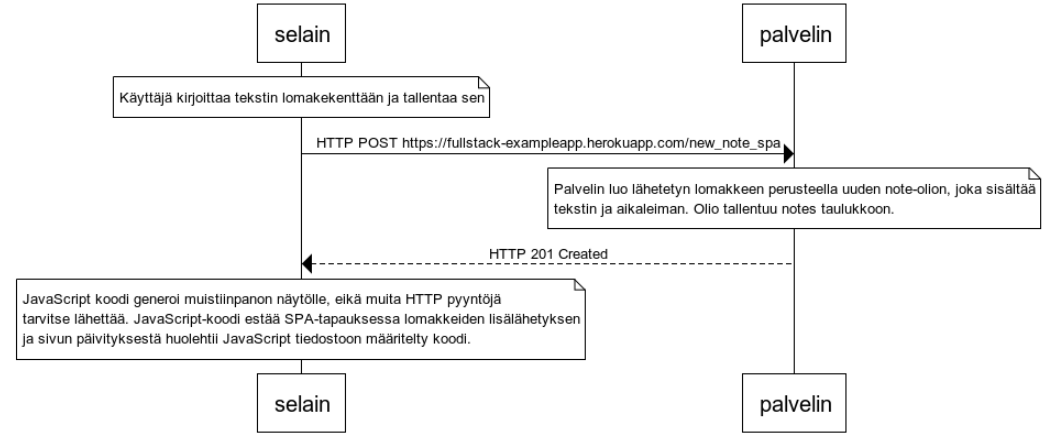 selain
palvelin
Käyttäjä kirjoittaa tekstin lomakekenttään ja tallentaa sen
HTTP POST https://fullstack-exampleapp.herokuapp.com/new_note_spa
Palvelin luo lähetetyn lomakkeen perusteella uuden note-olion, joka sisältää
tekstin ja aikaleiman. Olio tallentuu notes taulukkoon.
HTTP 201 Created
JavaScript koodi generoi muistiinpanon näytölle, eikä muita HTTP pyyntöjä
tarvitse lähettää. JavaScript-koodi estää SPA-tapauksessa lomakkeiden lisälähetyksen
ja sivun päivityksestä huolehtii JavaScript tiedostoon määritelty koodi.
selain
palvelin